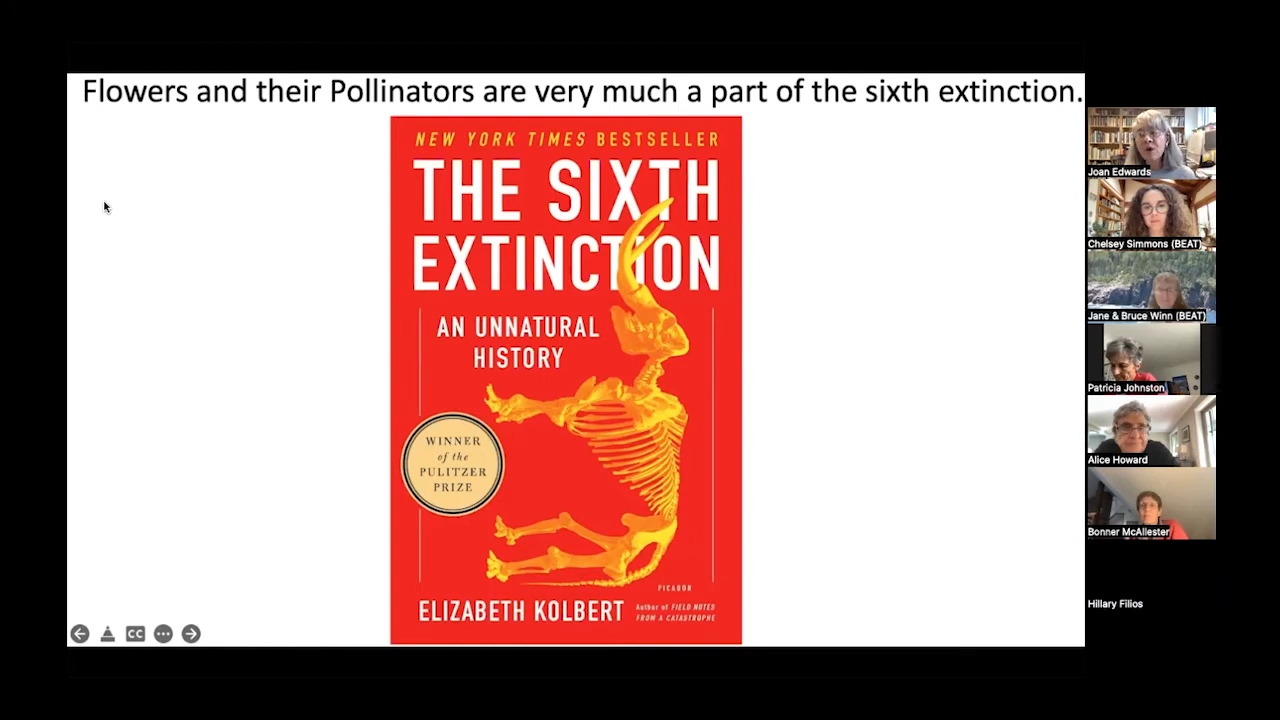 Flowers and their Pollinators are very much a part of the sixth extinction.
NEW YORK TIMES BESTSELLER
THE SIXTH
EXTINCTION
AN UNNATURAL
HISTORY
WINNER
of the
PULITZER
PRIZE
PICADOR
ELIZABETH KOLBERT
Author of FIELD NOTES
FROM A CATASTROPHE
CC
Joan Edwards
Chelsey Simmons (BEAT)
Jane & Bruce Winn (BEAT)
Patricia Johnston
Alice Howard
Bonner McAllester
Hillary Filios